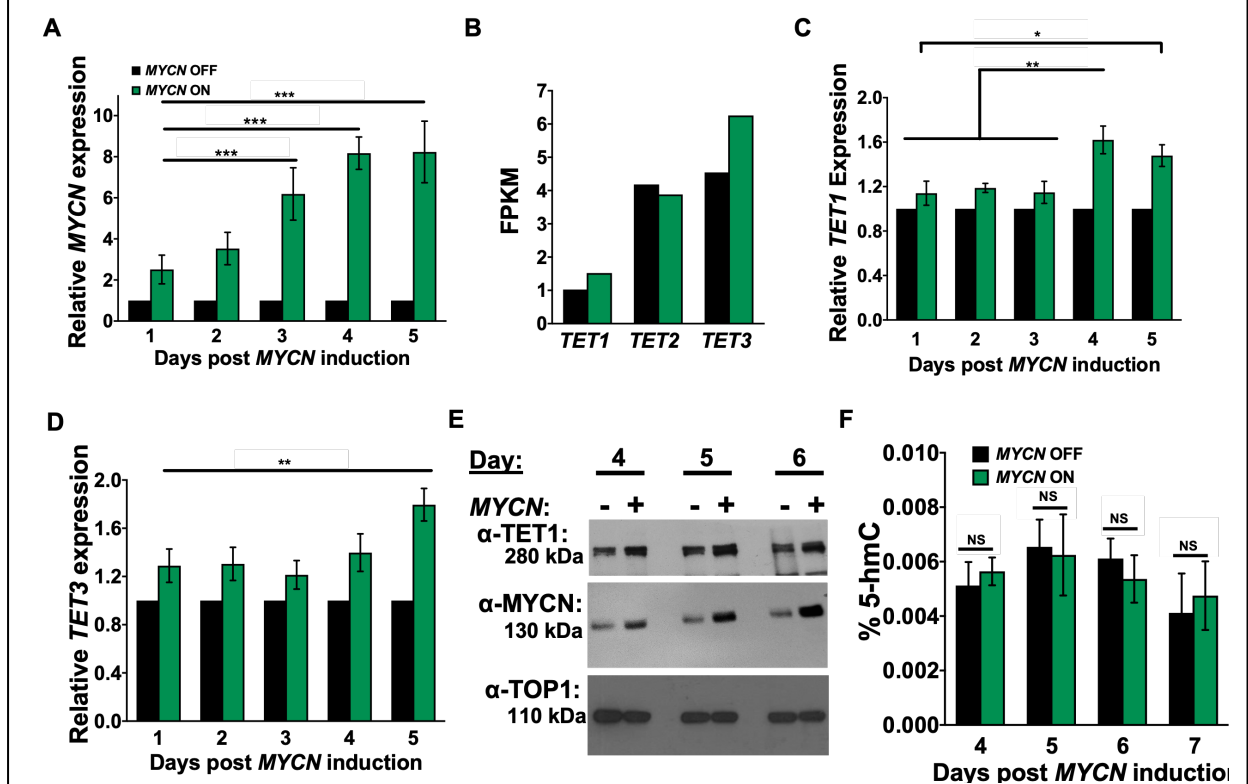 A
MYCN OFF
MYCN ON
***
***
***
Relative MYCN expression
10
8
6
4
2
0
1 2 3 4 5
Days post MYCN induction
B
FPKM
7
6
5
4
3
2
1
0
TET1 TET2 TET3
C
*
**
Relative TET1 Expression
2.0
1.6
1.2
0.8
0.4
0.0
1 2 3 4 5
Days post MYCN induction
D
**
Relative TET3 expression
2.0
1.6
1.2
0.8
0.4
0.0
1 2 3 4 5
Days post MYCN induction
E
Day: 4 5 6
MYCN: - + - + - +
α-TET1:
280 kDa
α-MYCN:
130 kDa
α-TOP1:
110 kDa
F
MYCN OFF
MYCN ON
NS
NS
NS
NS
% 5-hmC
0.010
0.008
0.006
0.004
0.002
0.000
4 5 6 7
Days post MYCN induction